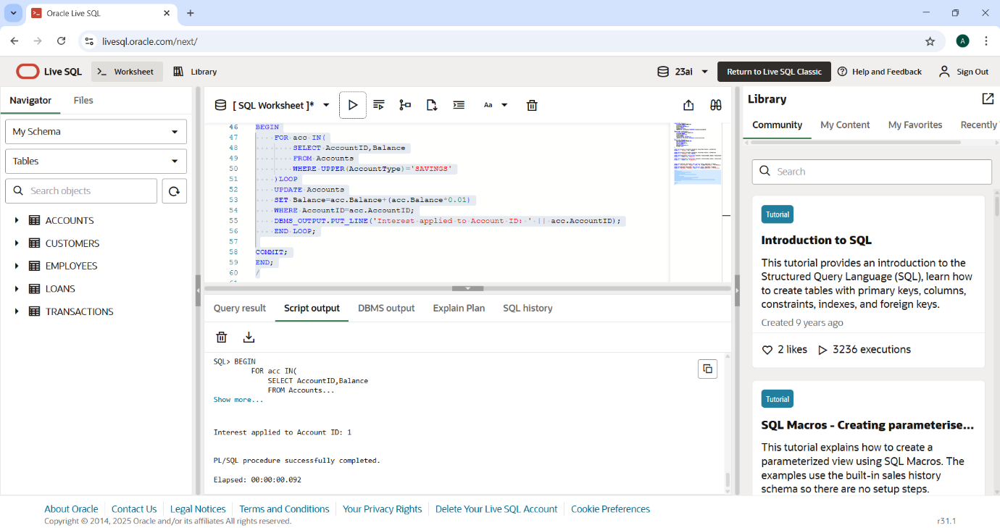 Oracle Live SQL
livesql.oracle.com/next/
A
Live SQL
Worksheet
Library
23ai
Return to Live SQL Classic
Help and Feedback
Sign Out
Navigator
Files
My Schema
Tables
Search objects
ACCOUNTS
CUSTOMERS
EMPLOYEES
LOANS
TRANSACTIONS
[ SQL Worksheet ]*
Aa
46 BEGIN
47 FOR acc IN(
48 SELECT AccountID,Balance
49 FROM Accounts
50 WHERE UPPER(AccountType)='SAVINGS'
51 )LOOP
52 UPDATE Accounts
53 SET Balance=acc.Balance+(acc.Balance*0.01)
54 WHERE AccountID=acc.AccountID;
55 DBMS_OUTPUT.PUT_LINE('Interest applied to Account ID: ' || acc.AccountID);
56 END LOOP;
57
58 COMMIT;
59 END;
60 /
Query result
Script output
DBMS output
Explain Plan
SQL history
SQL> BEGIN
FOR acc IN(
SELECT AccountID,Balance
FROM Accounts...
Show more...
Interest applied to Account ID: 1
PL/SQL procedure successfully completed.
Elapsed: 00:00:00.092
Library
Community
My Content
My Favorites
Recently
Search
Tutorial
Introduction to SQL
This tutorial provides an introduction to the
Structured Query Language (SQL), learn how
to create tables with primary keys, columns,
constraints, indexes, and foreign keys.
Created 9 years ago
2 likes
3236 executions
Tutorial
SQL Macros - Creating parameterise...
This tutorial explains how to create a
parameterized view using SQL Macros. The
examples use the built-in sales history
schema so there are no setup steps.
About Oracle
Contact Us
Legal Notices
Terms and Conditions
Your Privacy Rights
Delete Your Live SQL Account
Cookie Preferences
Copyright © 2014, 2025 Oracle and/or its affiliates All rights reserved.
r31.1